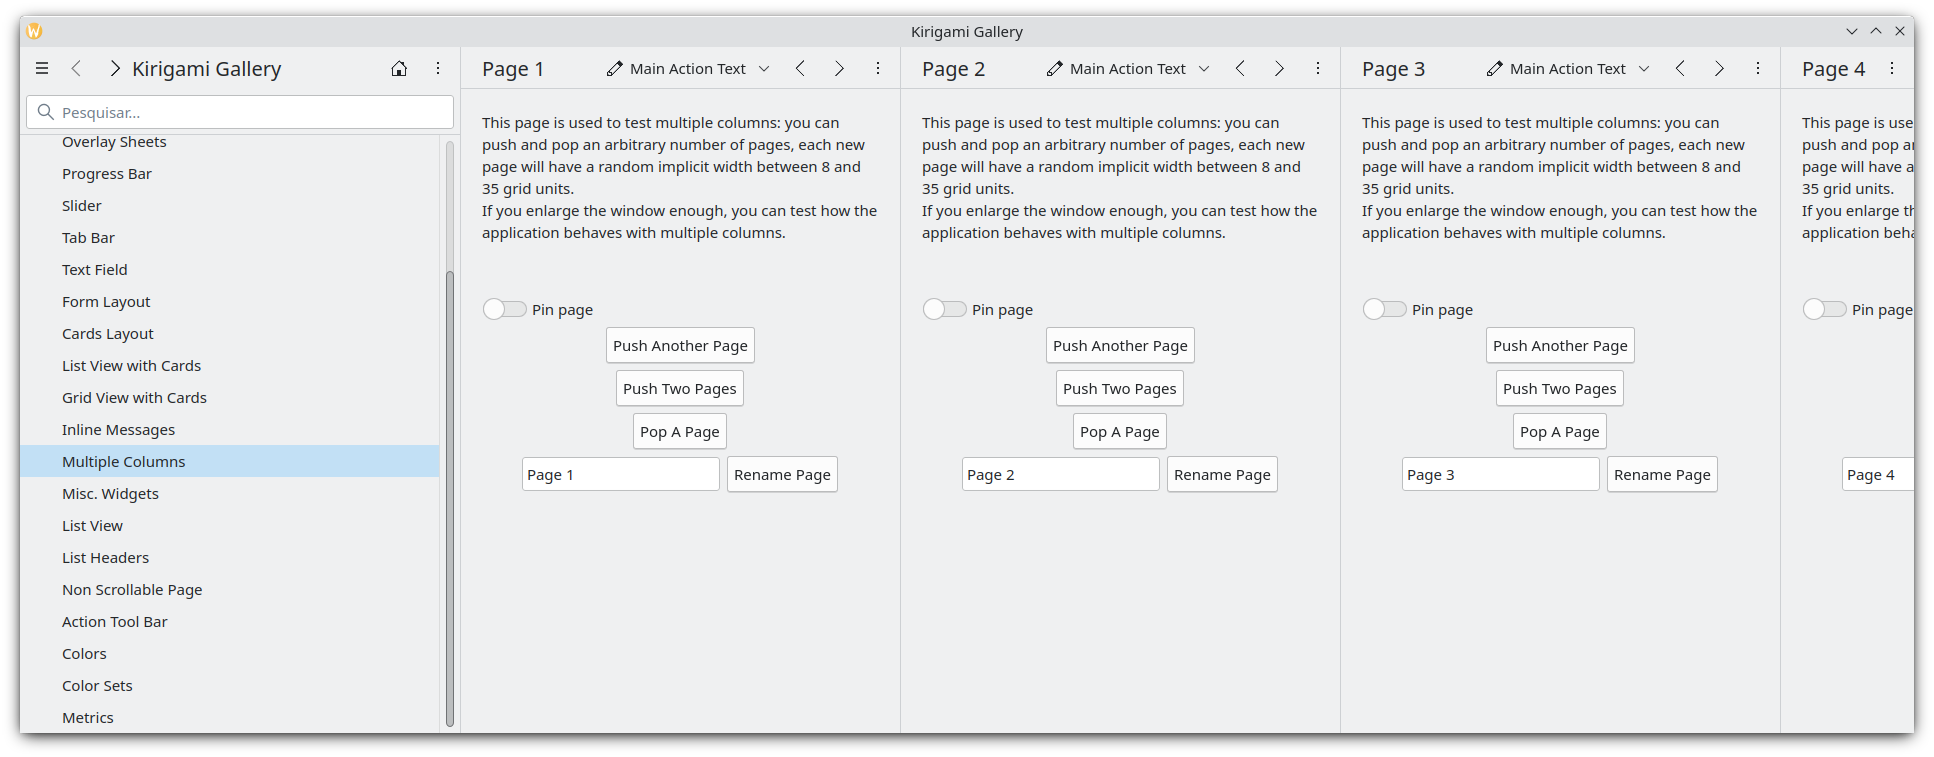 Kirigami Gallery
Kirigami Gallery
Pesquisar...
Overlay Sheets
Progress Bar
Slider
Tab Bar
Text Field
Form Layout
Cards Layout
List View with Cards
Grid View with Cards
Inline Messages
Multiple Columns
Misc. Widgets
List View
List Headers
Non Scrollable Page
Action Tool Bar
Colors
Color Sets
Metrics
Page 1
Main Action Text
This page is used to test multiple columns: you can
push and pop an arbitrary number of pages, each new
page will have a random implicit width between 8 and
35 grid units.
If you enlarge the window enough, you can test how the
application behaves with multiple columns.
Pin page
Push Another Page
Push Two Pages
Pop A Page
Page 1 Rename Page
Page 2
Main Action Text
This page is used to test multiple columns: you can
push and pop an arbitrary number of pages, each new
page will have a random implicit width between 8 and
35 grid units.
If you enlarge the window enough, you can test how the
application behaves with multiple columns.
Pin page
Push Another Page
Push Two Pages
Pop A Page
Page 2 Rename Page
Page 3
Main Action Text
This page is used to test multiple columns: you can
push and pop an arbitrary number of pages, each new
page will have a random implicit width between 8 and
35 grid units.
If you enlarge the window enough, you can test how the
application behaves with multiple columns.
Pin page
Push Another Page
Push Two Pages
Pop A Page
Page 3 Rename Page
Page 4
This page is use
push and pop
page will have a
35 grid units.
If you enlarge
application
Pin page
Page 4